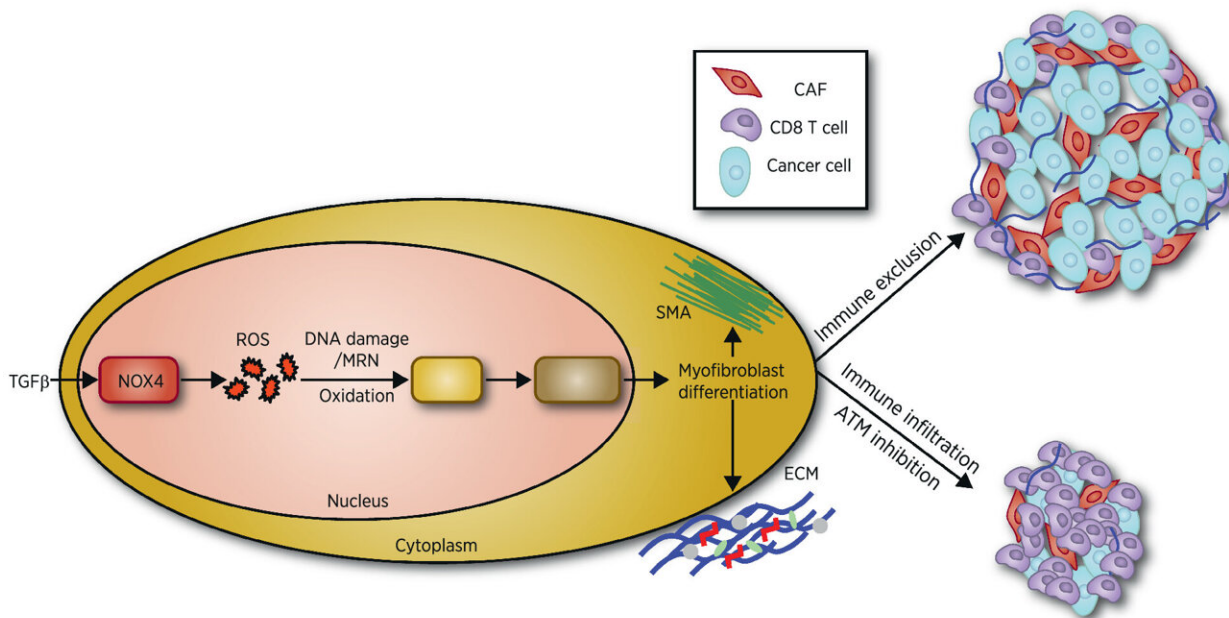 CAF
CD8 T cell
Cancer cell
Immune exclusion
SMA
ROS
DNA damage
/MRN
TGFβ
NOX4
Oxidation
Myofibroblast
differentiation
Immune infiltration
ATM inhibition
ECM
Nucleus
Cytoplasm